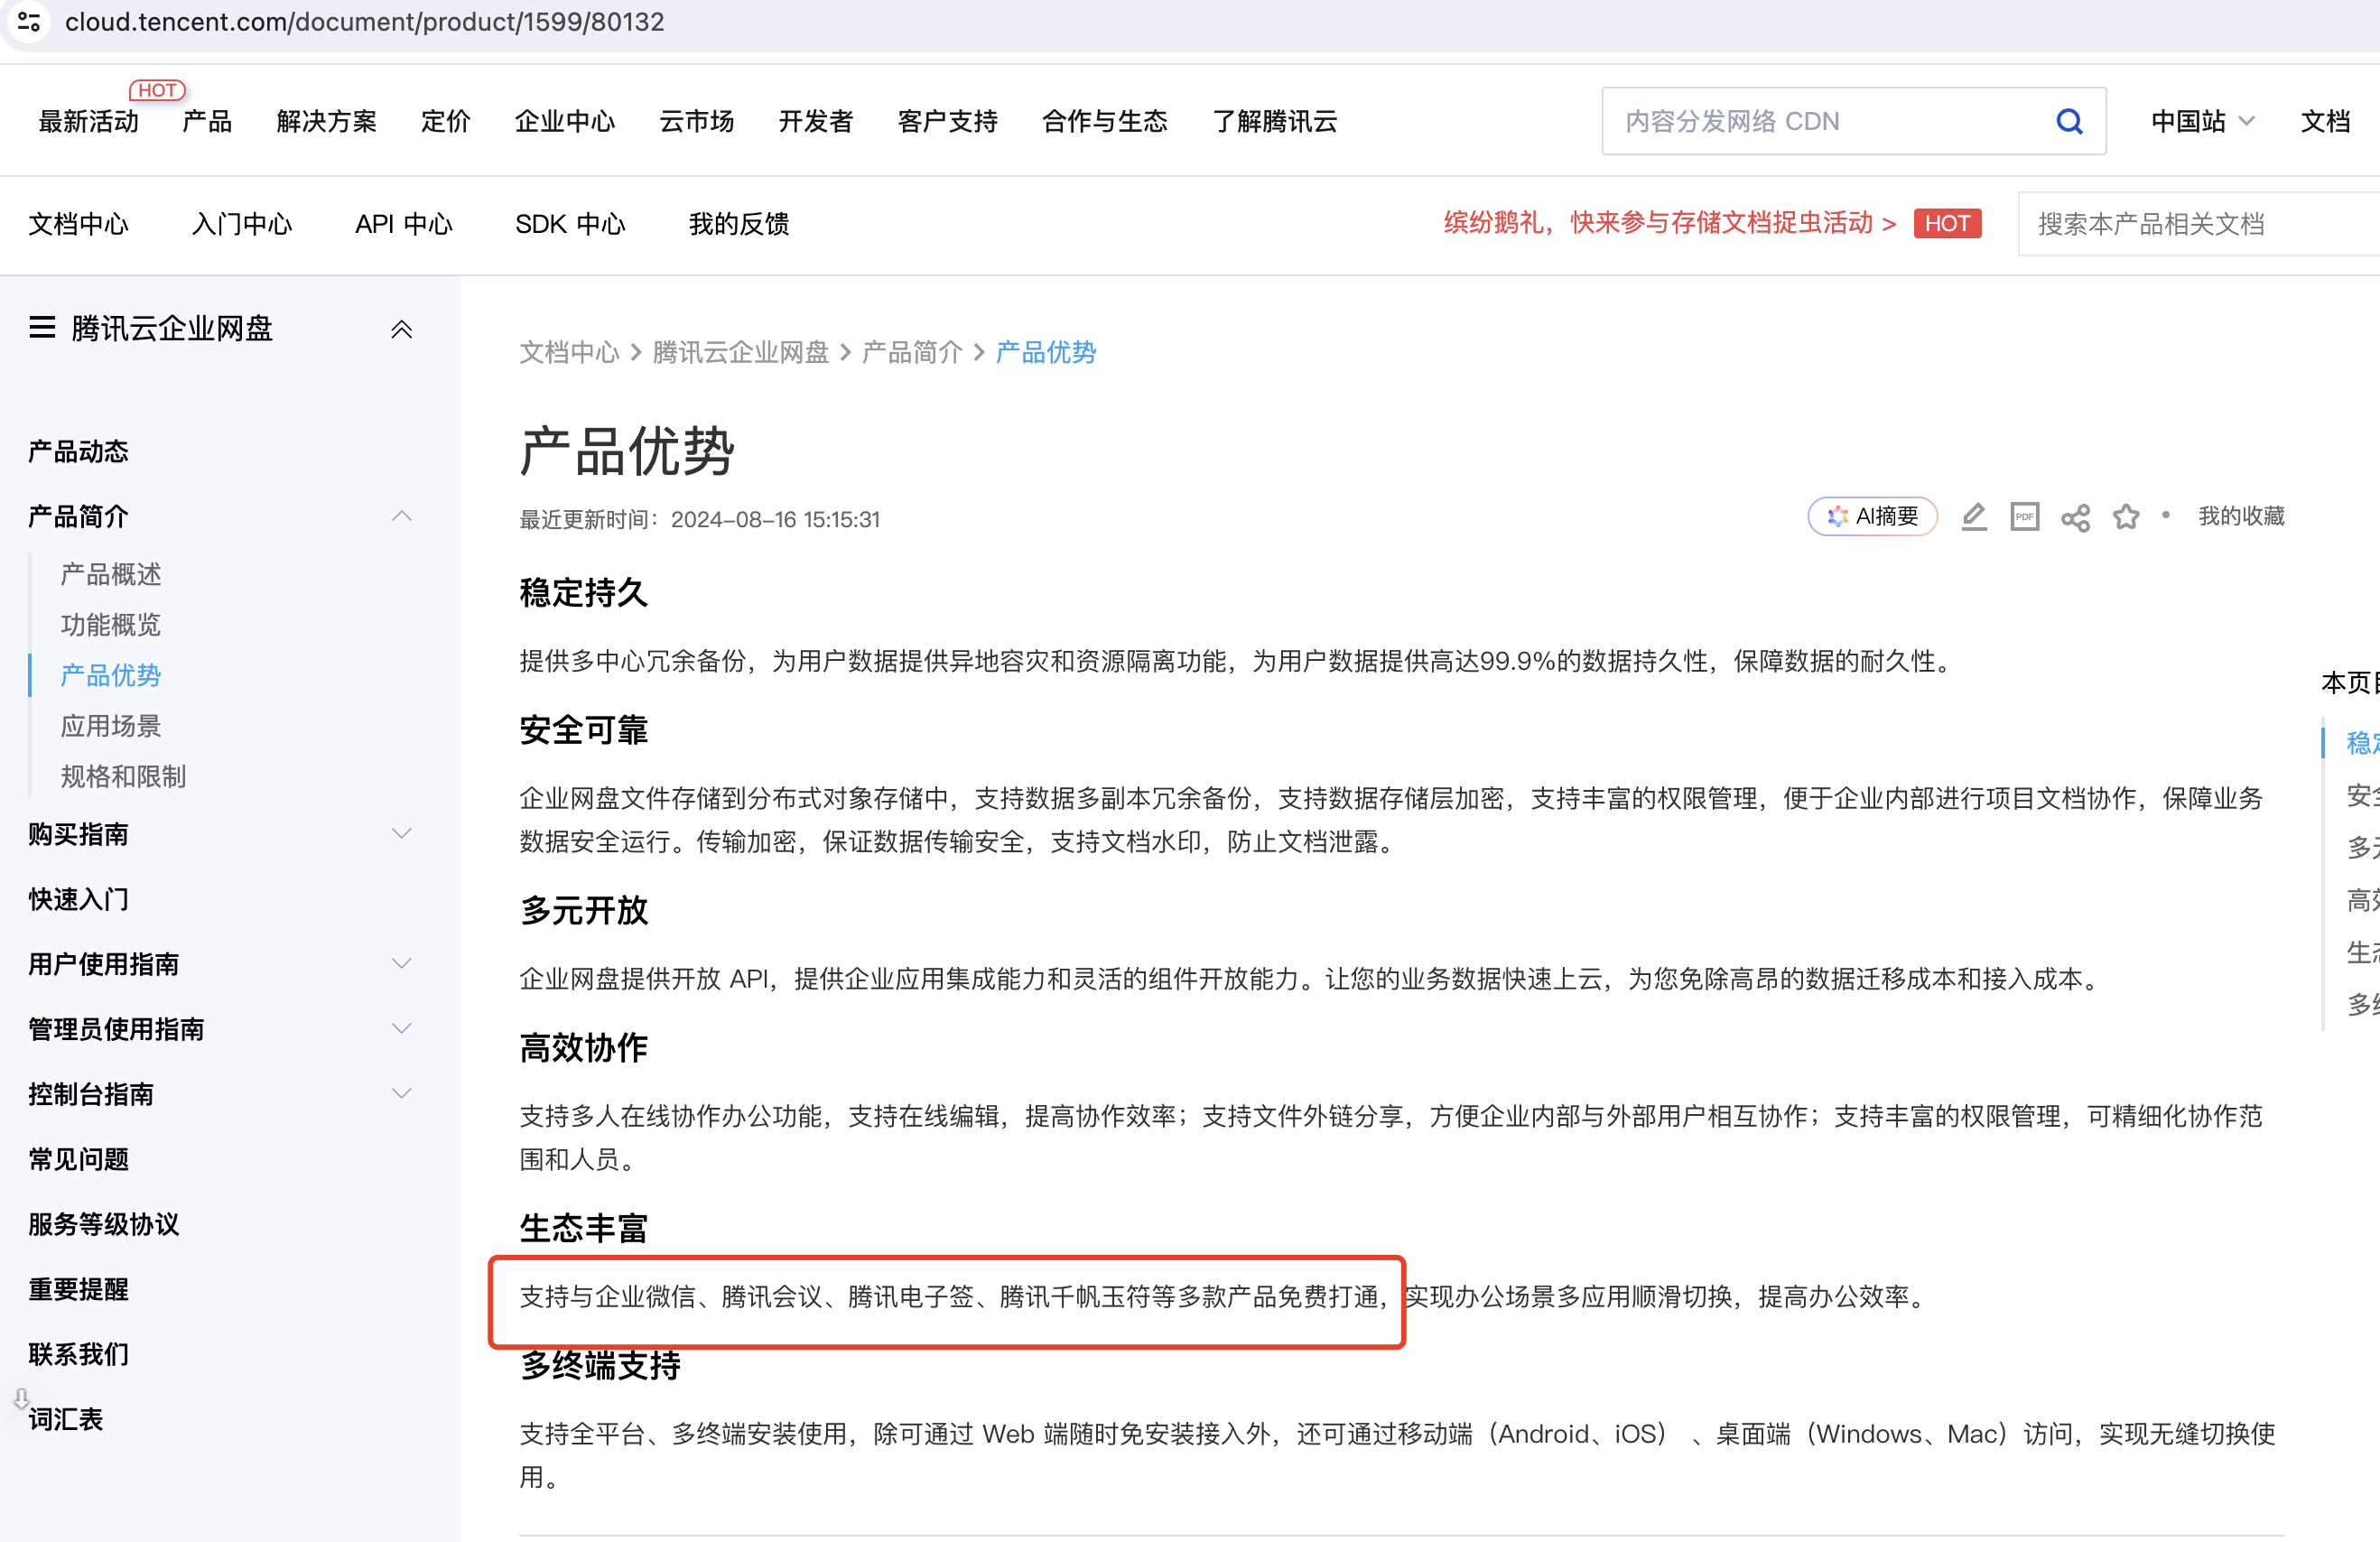 cloud.tencent.com/document/product/1599/80132
HOT
最新活动 产品 解决方案 定价 企业中心 云市场 开发者 客户支持 合作与生态 了解腾讯云 内容分发网络 CDN 中国站 文档
文档中心 入门中心 API 中心 SDK 中心 我的反馈 缤纷鹅礼，快来参与存储文档捉虫活动 > HOT 搜索本产品相关文档
腾讯云企业网盘
产品动态
产品简介
产品概述
功能概览
产品优势
应用场景
规格和限制
购买指南
快速入门
用户使用指南
管理员使用指南
控制台指南
常见问题
服务等级协议
重要提醒
联系我们
词汇表
文档中心 > 腾讯云企业网盘 > 产品简介 > 产品优势
产品优势
最近更新时间：2024-08-16 15:15:31
AI摘要 PDF • 我的收藏
稳定持久
提供多中心冗余备份，为用户数据提供异地容灾和资源隔离功能，为用户数据提供高达99.9%的数据持久性，保障数据的耐久性。
安全可靠
企业网盘文件存储到分布式对象存储中，支持数据多副本冗余备份，支持数据存储层加密，支持丰富的权限管理，便于企业内部进行项目文档协作，保障业务
数据安全运行。传输加密，保证数据传输安全，支持文档水印，防止文档泄露。
多元开放
企业网盘提供开放 API，提供企业应用集成能力和灵活的组件开放能力。让您的业务数据快速上云，为您免除高昂的数据迁移成本和接入成本。
高效协作
支持多人在线协作办公功能，支持在线编辑，提高协作效率；支持文件外链分享，方便企业内部与外部用户相互协作；支持丰富的权限管理，可精细化协作范
围和人员。
生态丰富
支持与企业微信、腾讯会议、腾讯电子签、腾讯千帆玉符等多款产品免费打通，实现办公场景多应用顺滑切换，提高办公效率。
多终端支持
支持全平台、多终端安装使用，除可通过 Web 端随时免安装接入外，还可通过移动端（Android、iOS） 、桌面端（Windows、Mac）访问，实现无缝切换使
用。
本页
稳
安
多
高
生
多